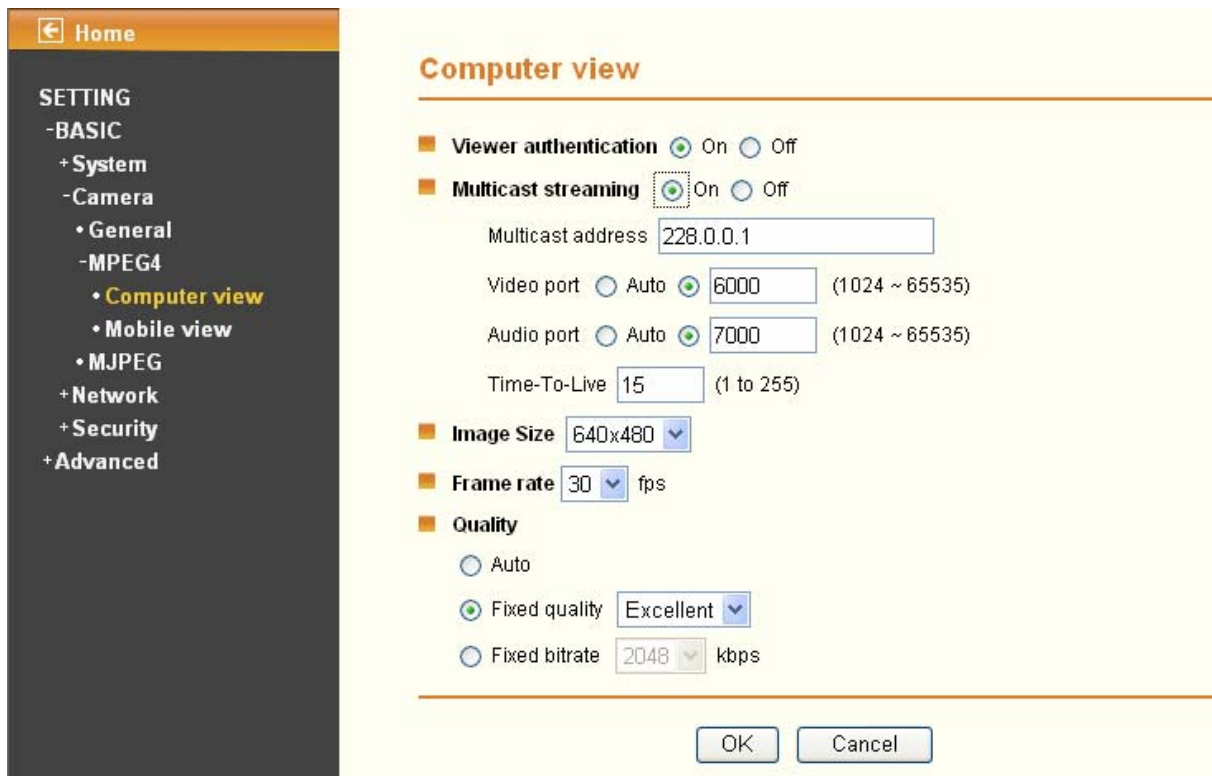 Home
SETTING
-BASIC
+System
-Camera
•General
-MPEG4
•Computer view
•Mobile view
•MJPEG
+Network
+Security
+Advanced
Computer view
Viewer authentication On Off
Multicast streaming On Off
Multicast address 228.0.0.1
Video port Auto 6000 (1024 ~ 65535)
Audio port Auto 7000 (1024 ~ 65535)
Time-To-Live 15 (1 to 255)
Image Size 640x480
Frame rate 30 fps
Quality
Auto
Fixed quality Excellent
Fixed bitrate 2048 kbps
OK Cancel